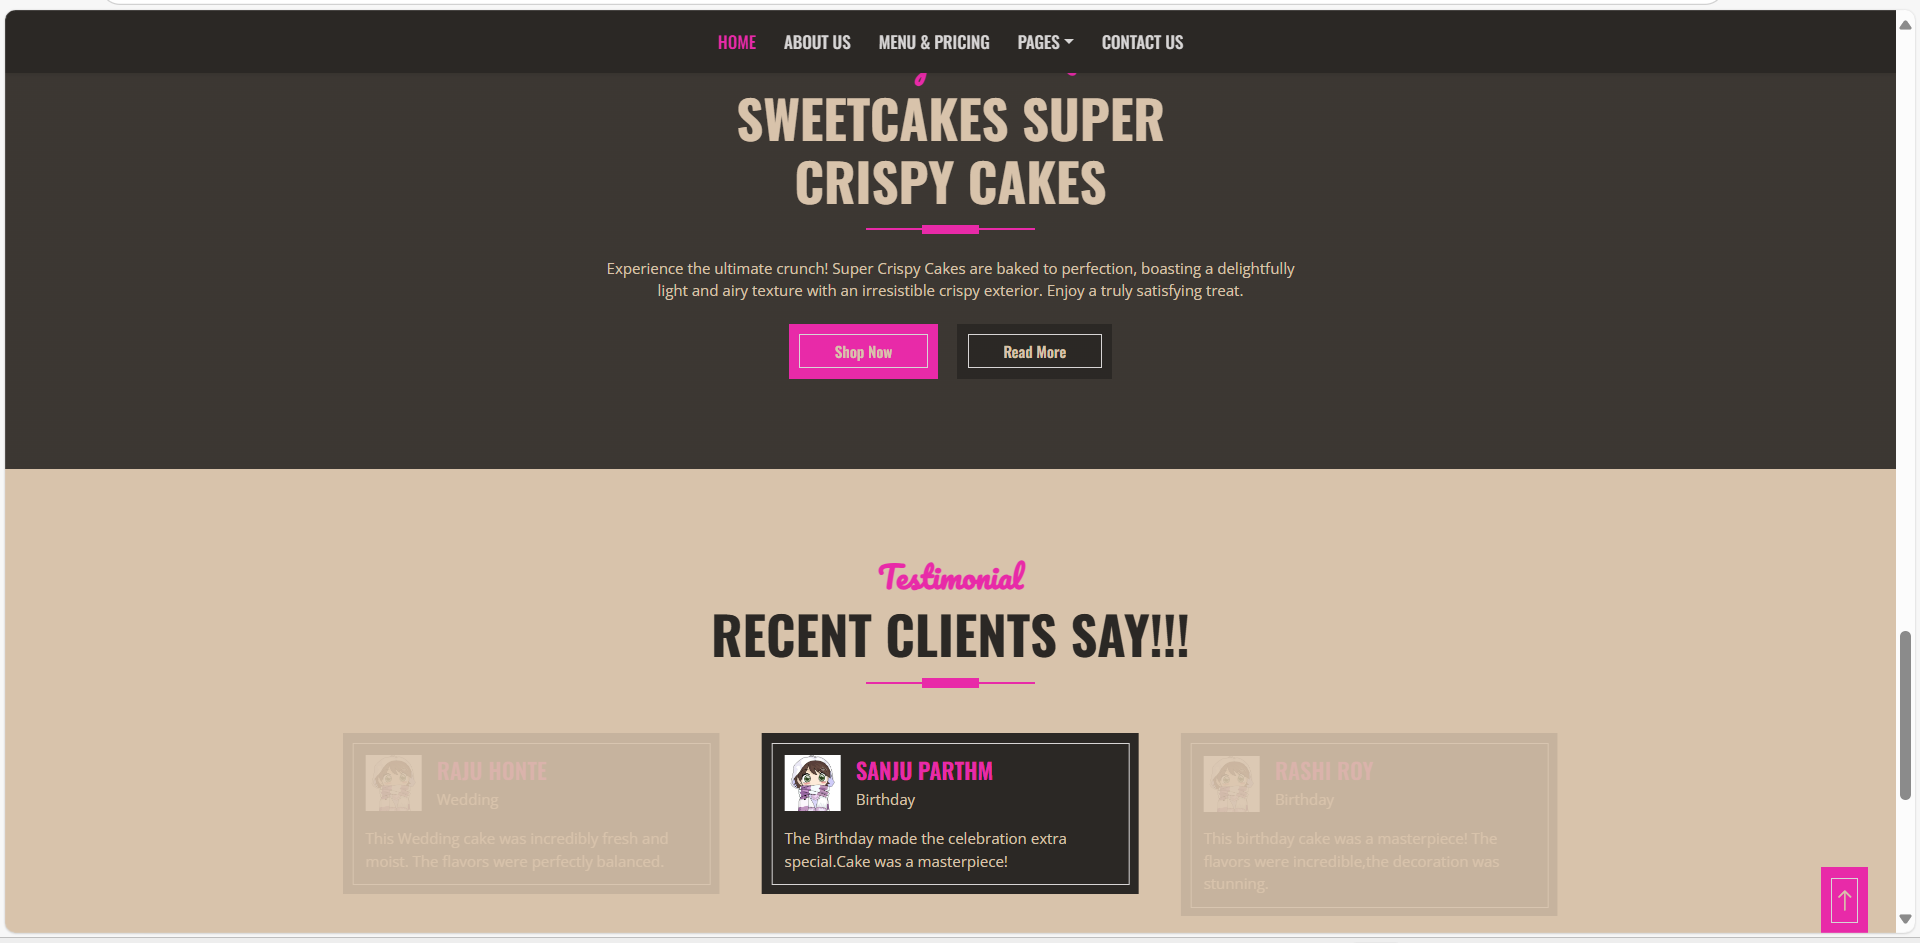 HOME ABOUT US MENU & PRICING PAGES CONTACT US
SWEETCAKES SUPER
CRISPY CAKES
Experience the ultimate crunch! Super Crispy Cakes are baked to perfection, boasting a delightfully
light and airy texture with an irresistible crispy exterior. Enjoy a truly satisfying treat.
Shop Now Read More
Testimonial
RECENT CLIENTS SAY!!!
RAJU HONTE
Wedding
This Wedding cake was incredibly fresh and
moist. The flavors were perfectly balanced.
SANJU PARTHM
Birthday
The Birthday made the celebration extra
special.Cake was a masterpiece!
RASHI ROY
Birthday
This birthday cake was a masterpiece! The
flavors were incredible,the decoration was
stunning.